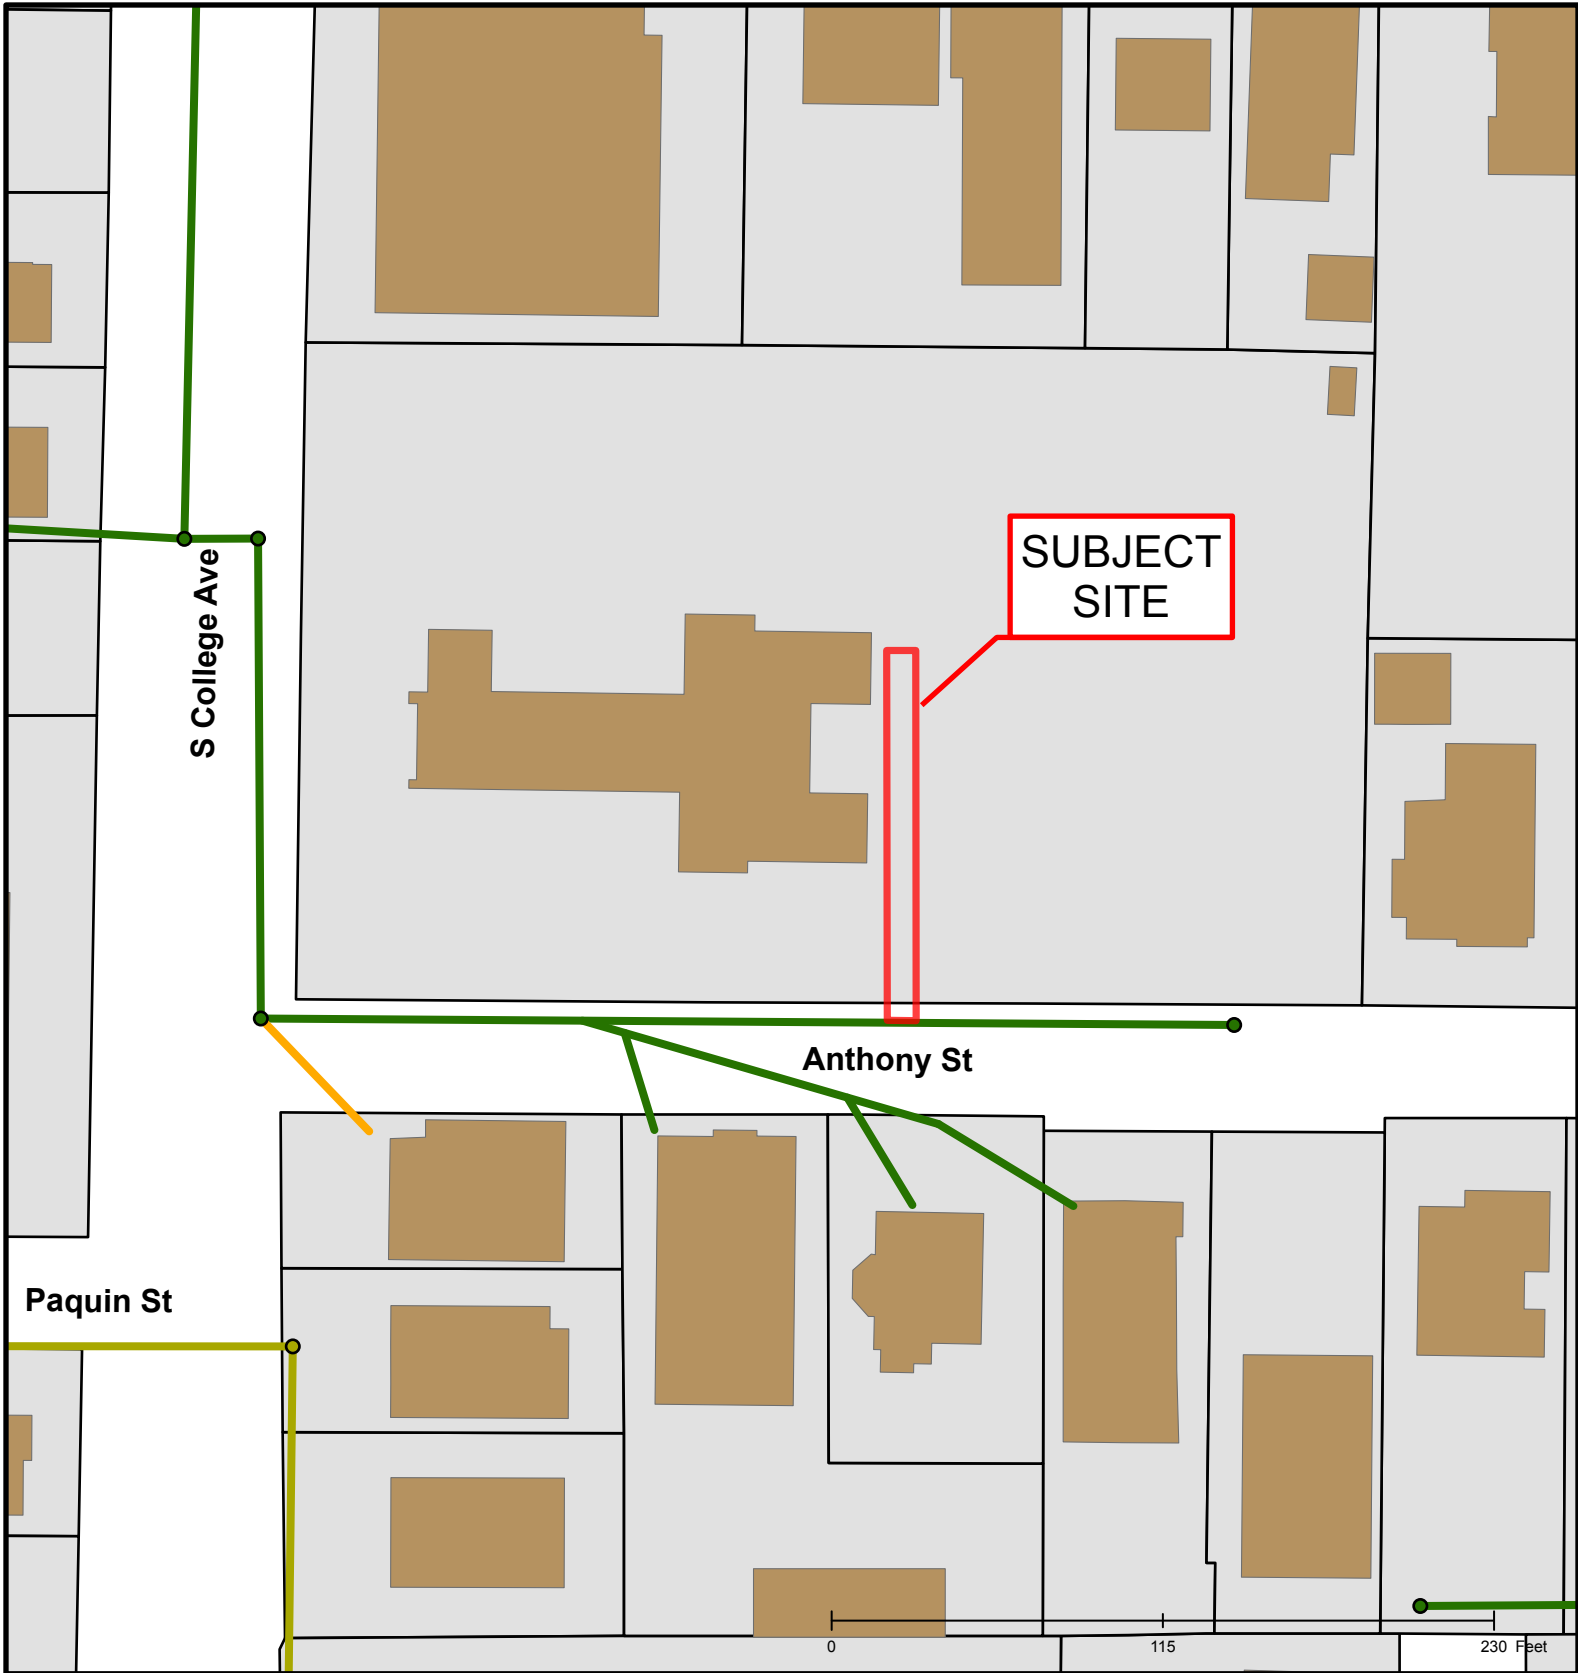 SUBJECT
SITE
S College Ave
Anthony St
Paquin St
0 115 230 Feet